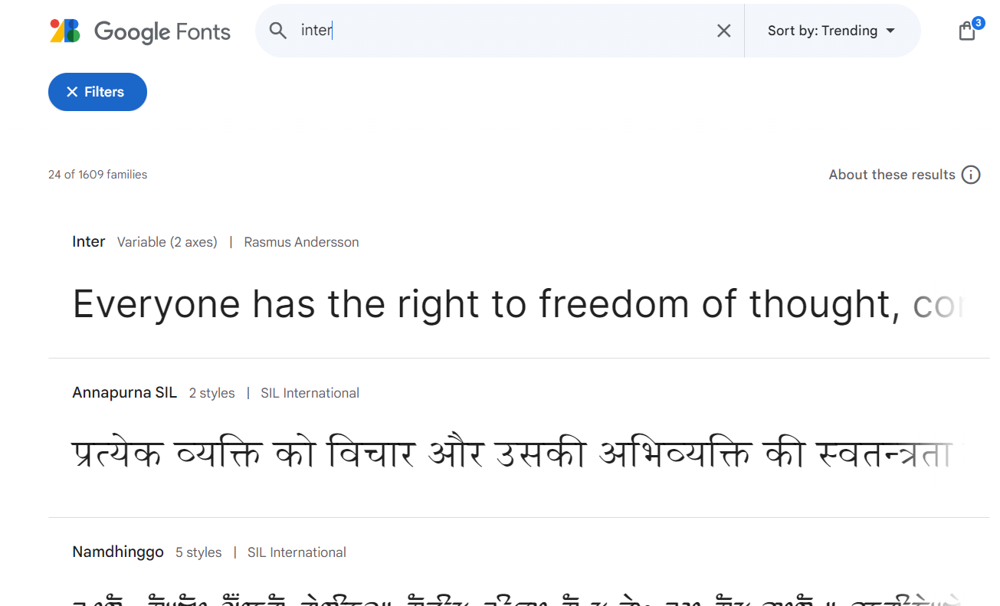 Google Fonts
inter
Sort by: Trending
3
Filters
24 of 1609 families
About these results
Inter Variable (2 axes) | Rasmus Andersson
Everyone has the right to freedom of thought, con
Annapurna SIL 2 styles | SIL International
प्रत्येक व्यक्ति को विचार और उसकी अभिव्यक्ति की स्वतन्त्रता
Namdhinggo 5 styles | SIL International